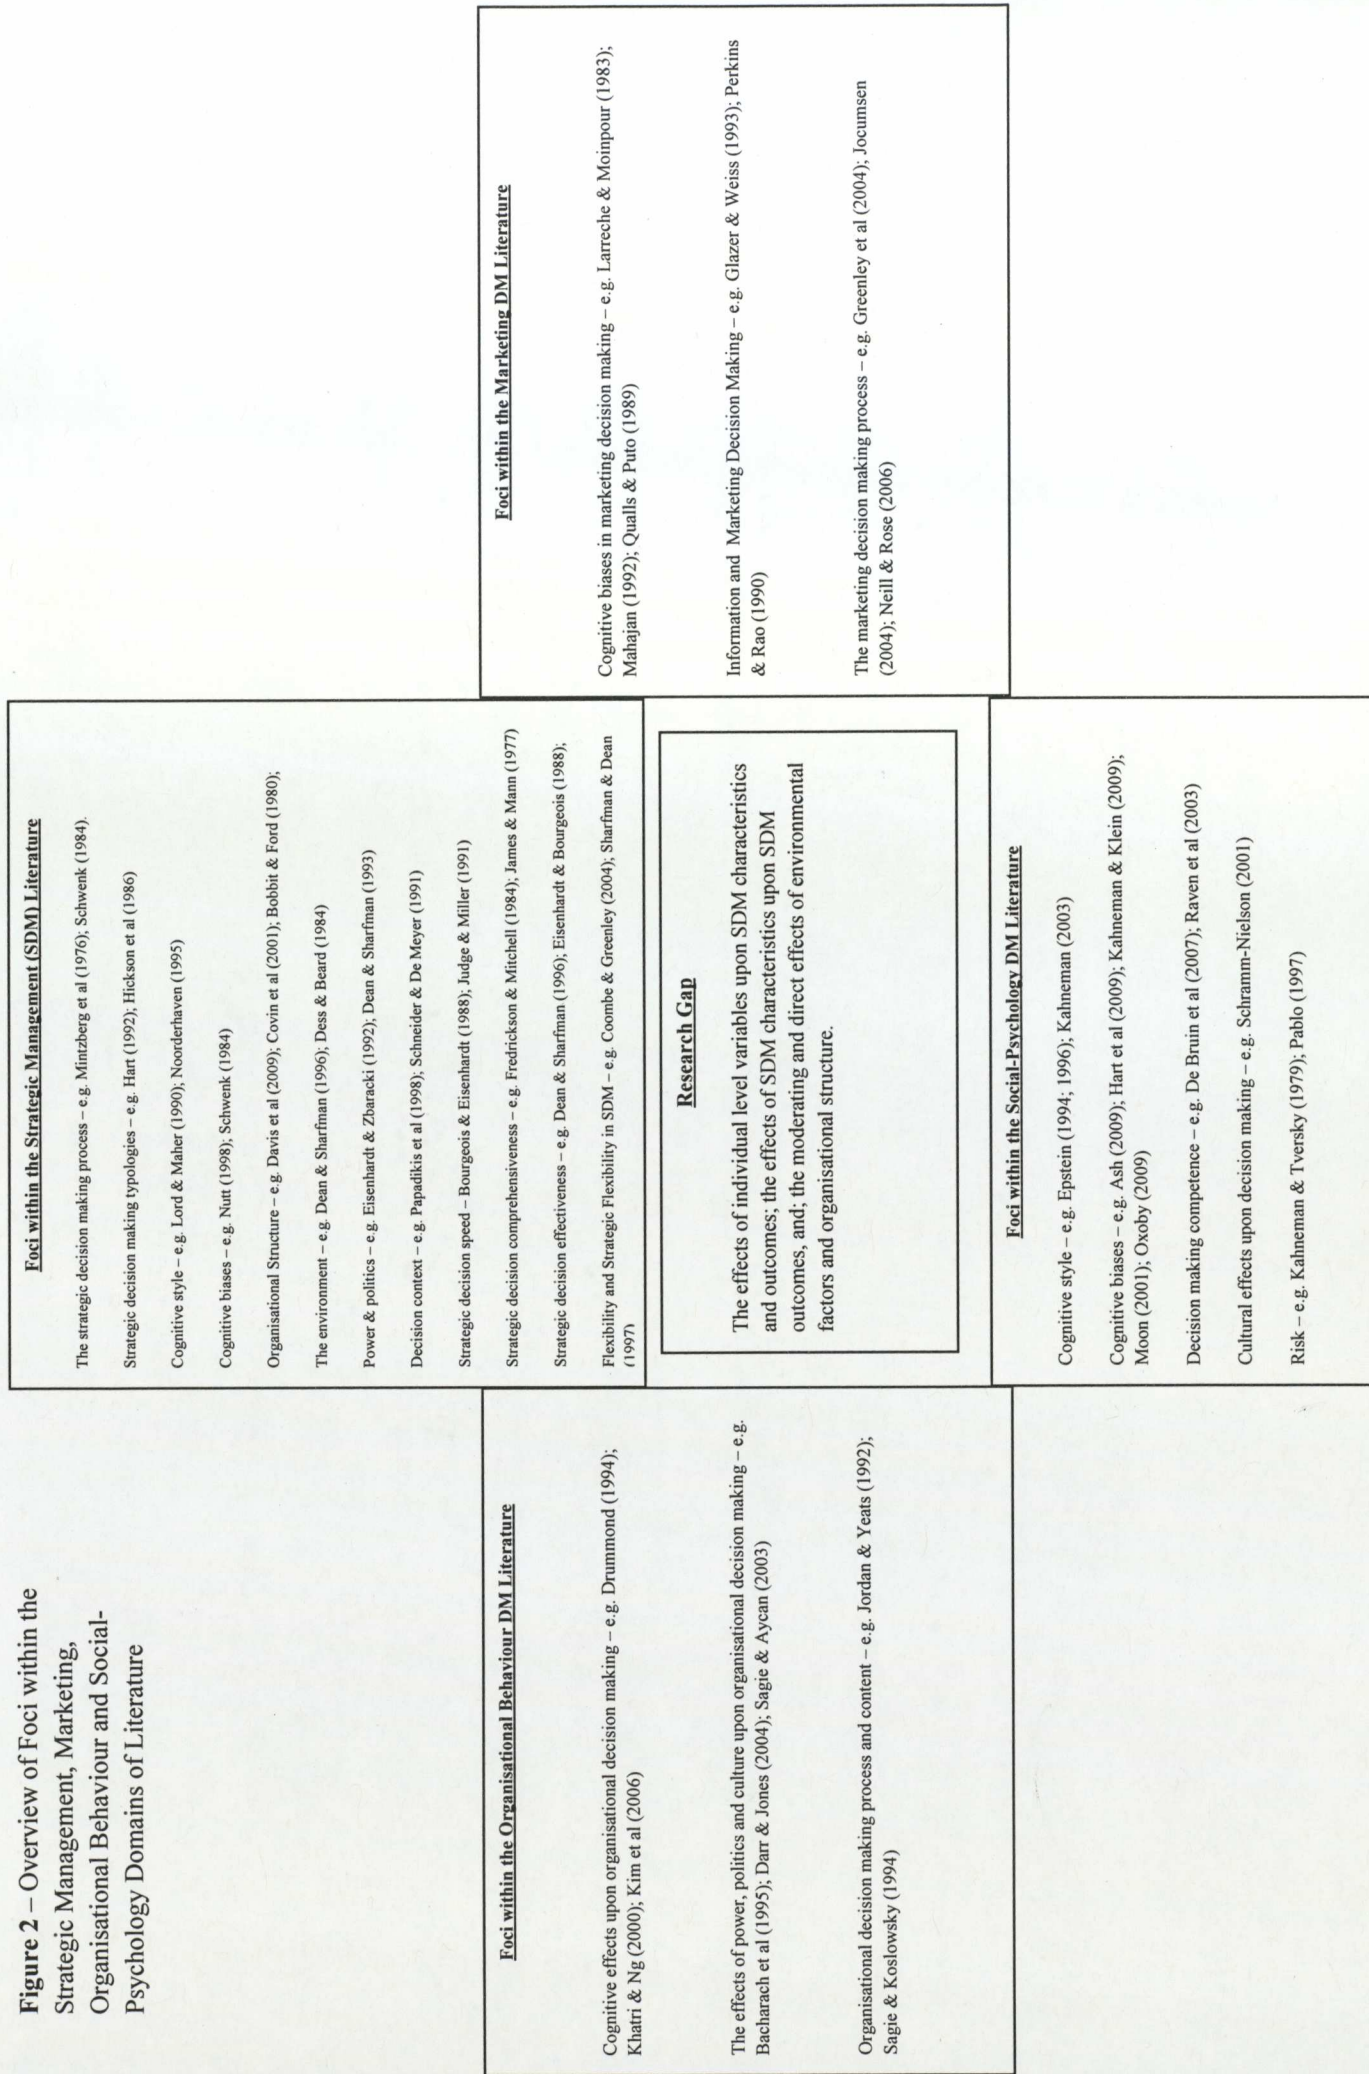 Figure 2 – Overview of Foci within the
Strategic Management, Marketing,
Organisational Behaviour and Social-
Psychology Domains of Literature
Foci within the Strategic Management (SDM) Literature
The strategic decision making process – e.g. Mintzberg et al (1976); Schwenk (1984).
Strategic decision making typologies – e.g. Hart (1992); Hickson et al (1986)
Cognitive style – e.g. Lord & Maher (1990); Noorderhaven (1995)
Cognitive biases – e.g. Nutt (1998); Schwenk (1984)
Organisational Structure – e.g. Davis et al (2009); Covin et al (2001); Bobbit & Ford (1980);
The environment – e.g. Dean & Sharfman (1996); Dess & Beard (1984)
Power & politics – e.g. Eisenhardt & Zbaracki (1992); Dean & Sharfman (1993)
Decision context – e.g. Papadikis et al (1998); Schneider & De Meyer (1991)
Strategic decision speed – Bourgeois & Eisenhardt (1988); Judge & Miller (1991)
Strategic decision comprehensiveness – e.g. Fredrickson & Mitchell (1984); James & Mann (1977)
Strategic decision effectiveness – e.g. Dean & Sharfman (1996); Eisenhardt & Bourgeois (1988);
Flexibility and Strategic Flexibility in SDM – e.g. Coombe & Greenley (2004); Sharfman & Dean
(1997)
Foci within the Organisational Behaviour DM Literature
Cognitive effects upon organisational decision making – e.g. Drummond (1994);
Khatri & Ng (2000); Kim et al (2006)
The effects of power, politics and culture upon organisational decision making – e.g.
Bacharach et al (1995); Darr & Jones (2004); Sagie & Aycan (2003)
Organisational decision making process and content – e.g. Jordan & Yeats (1992);
Sagie & Koslowsky (1994)
Research Gap
The effects of individual level variables upon SDM characteristics
and outcomes; the effects of SDM characteristics upon SDM
outcomes, and; the moderating and direct effects of environmental
factors and organisational structure.
Foci within the Marketing DM Literature
Cognitive biases in marketing decision making – e.g. Larreche & Moinpour (1983);
Mahajan (1992); Qualls & Puto (1989)
Information and Marketing Decision Making – e.g. Glazer & Weiss (1993); Perkins
& Rao (1990)
The marketing decision making process – e.g. Greenley et al (2004); Jocumsen
(2004); Neill & Rose (2006)
Foci within the Social-Psychology DM Literature
Cognitive style – e.g. Epstein (1994; 1996); Kahneman (2003)
Cognitive biases – e.g. Ash (2009); Hart et al (2009); Kahneman & Klein (2009);
Moon (2001); Oxoby (2009)
Decision making competence – e.g. De Bruin et al (2007); Raven et al (2003)
Cultural effects upon decision making – e.g. Schramm-Nielson (2001)
Risk – e.g. Kahneman & Tversky (1979); Pablo (1997)